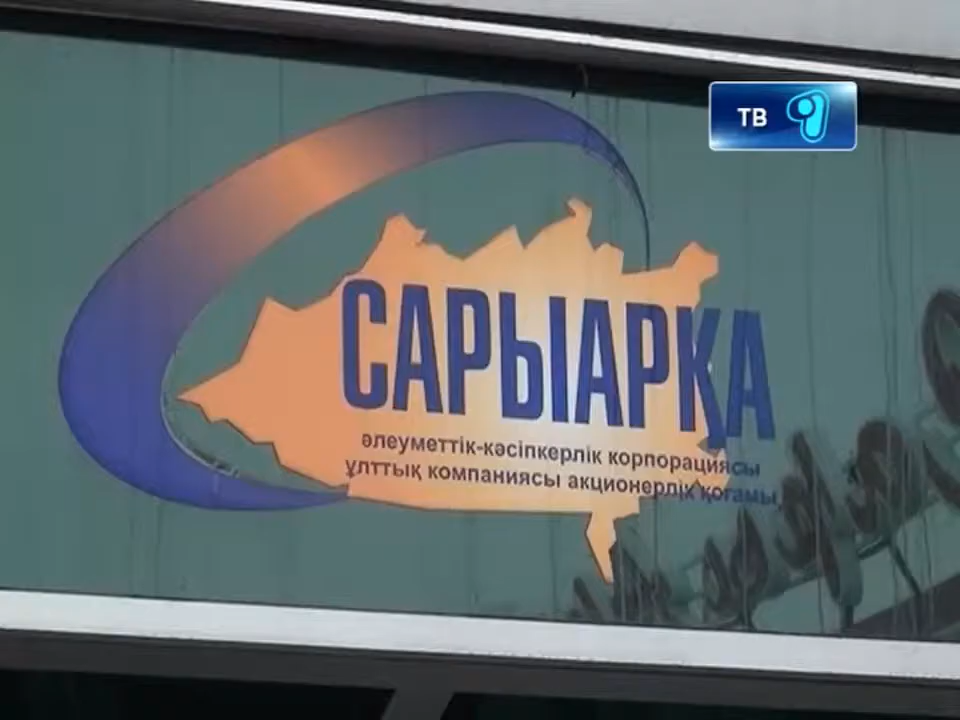 ТВ
САРЫАРҚА
әлеуметтік-кәсіпкерлік корпорациясы
ұлттық компаниясы акционерлік қоғамы